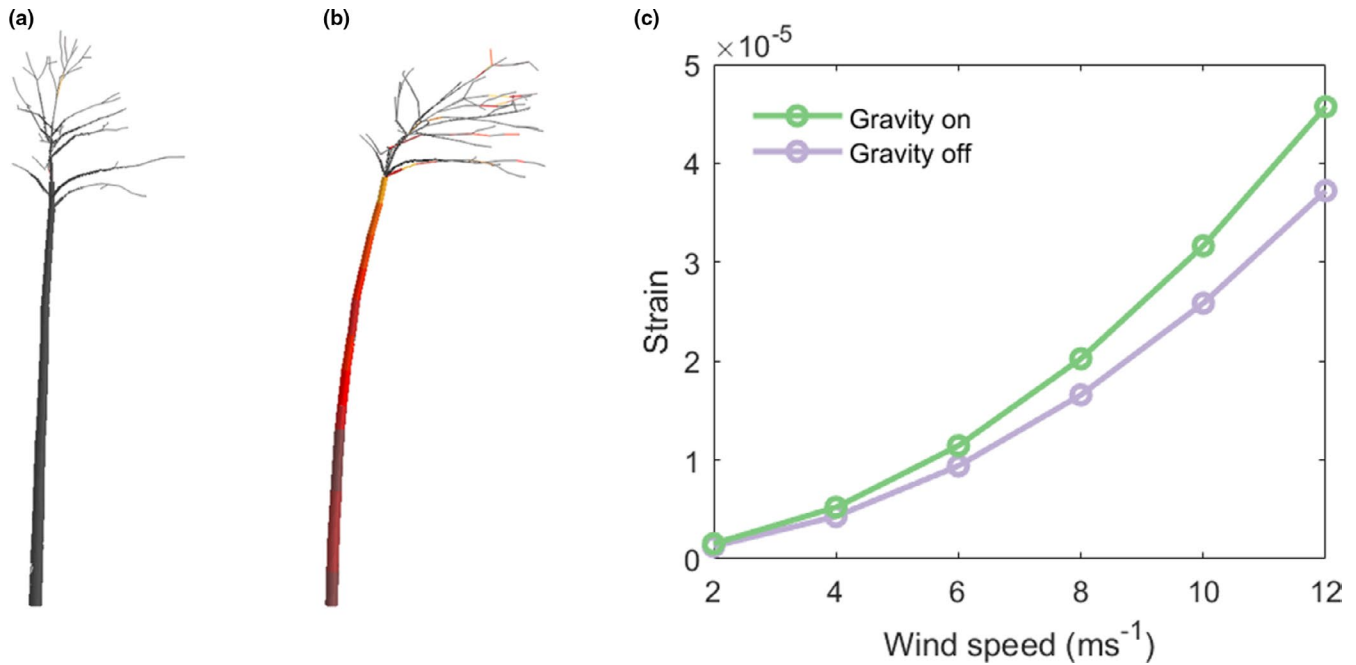 (a)
(b)
(c)
×10⁻⁵
5
4
3
2
1
0
Strain
Gravity on
Gravity off
2 4 6 8 10 12
Wind speed (ms⁻¹)